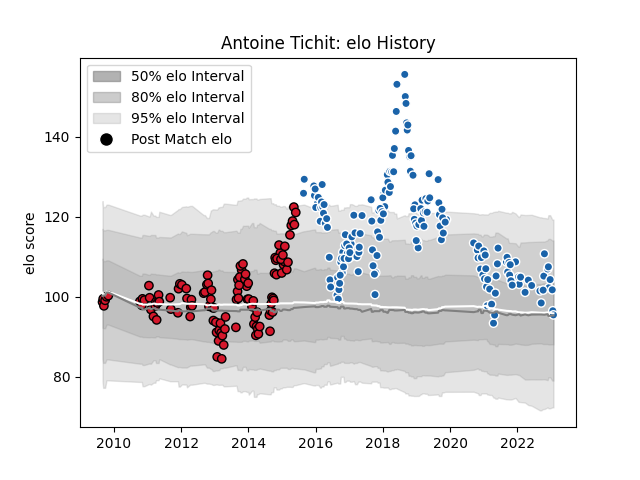 Antoine Tichit: elo History
50% elo Interval
80% elo Interval
95% elo Interval
Post Match elo
elo score
140
120
100
80
2010 2012 2014 2016 2018 2020 2022